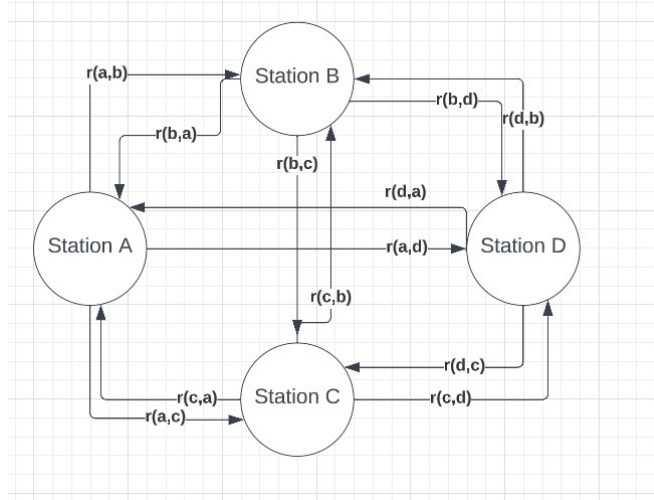 r(a,b)
Station B
r(b,d)
r(d,b)
r(b,a)
r(b,c)
r(d,a)
Station A
r(a,d)
Station D
r(c,b)
r(d,c)
r(c,a)
Station C
r(c,d)
r(a,c)